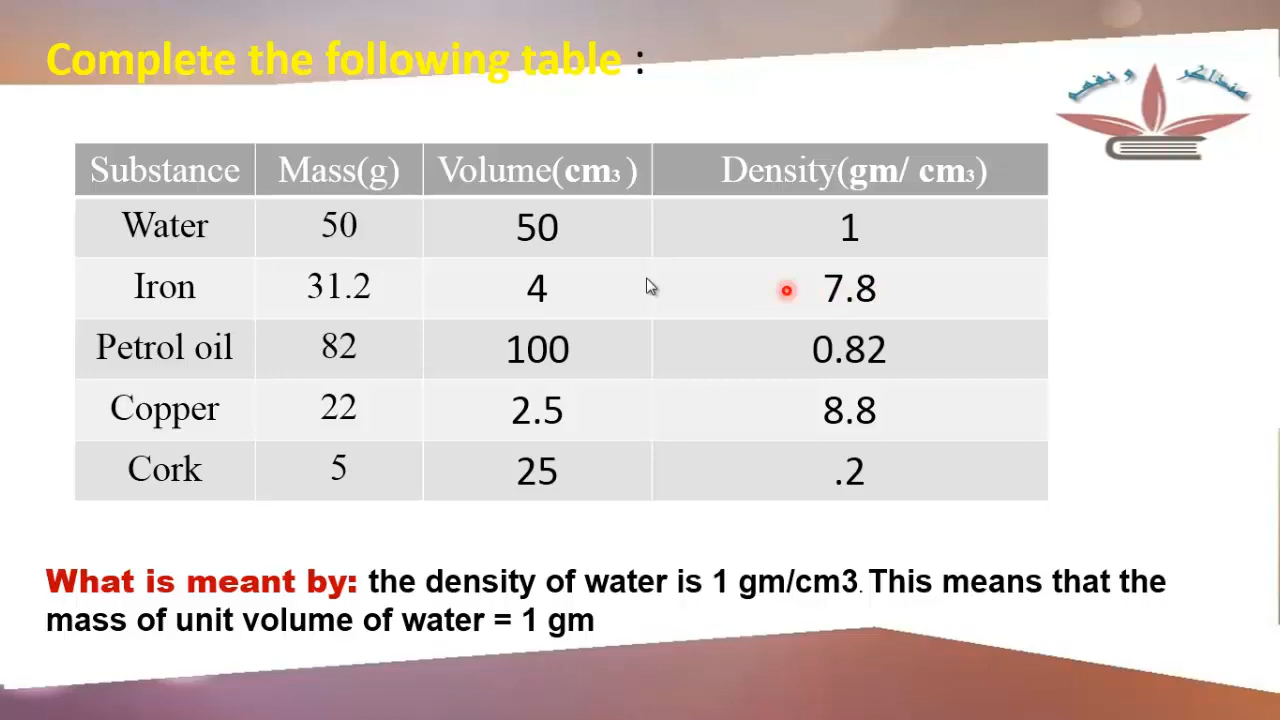 Complete the following table :
هنذاكر و نفهم
Substance Mass(g) Volume(cm3 ) Density(gm/ cm3)
Water 50 50 1
Iron 31.2 4 7.8
Petrol oil 82 100 0.82
Copper 22 2.5 8.8
Cork 5 25 .2
What is meant by: the density of water is 1 gm/cm3. This means that the
mass of unit volume of water = 1 gm